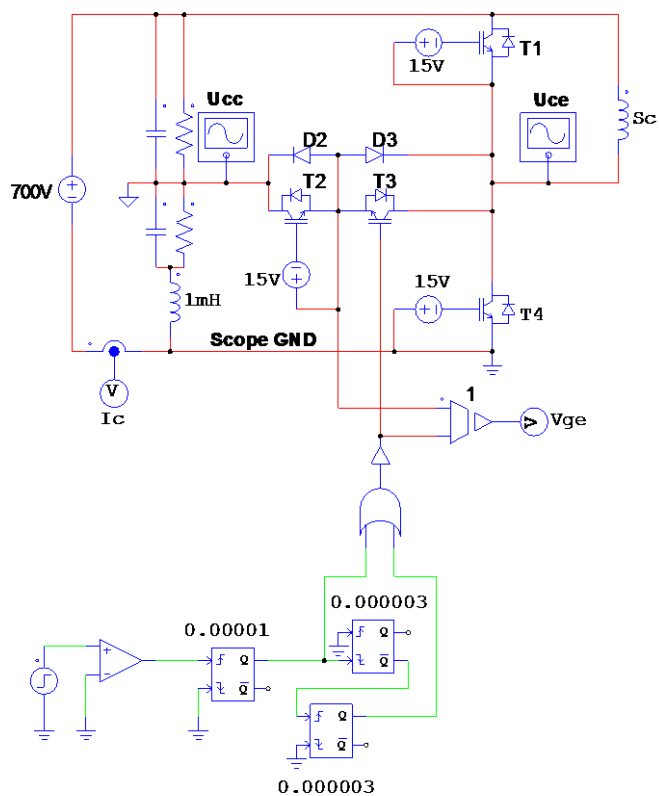 T1
15V
Ucc
Uce
Sc
D2
D3
T2
T3
700V
15V
15V
1mH
T4
Scope GND
V
Ic
1
V
Vge
0.000003
0.00001
Q
Q
Q
Q
Q
Q
0.000003